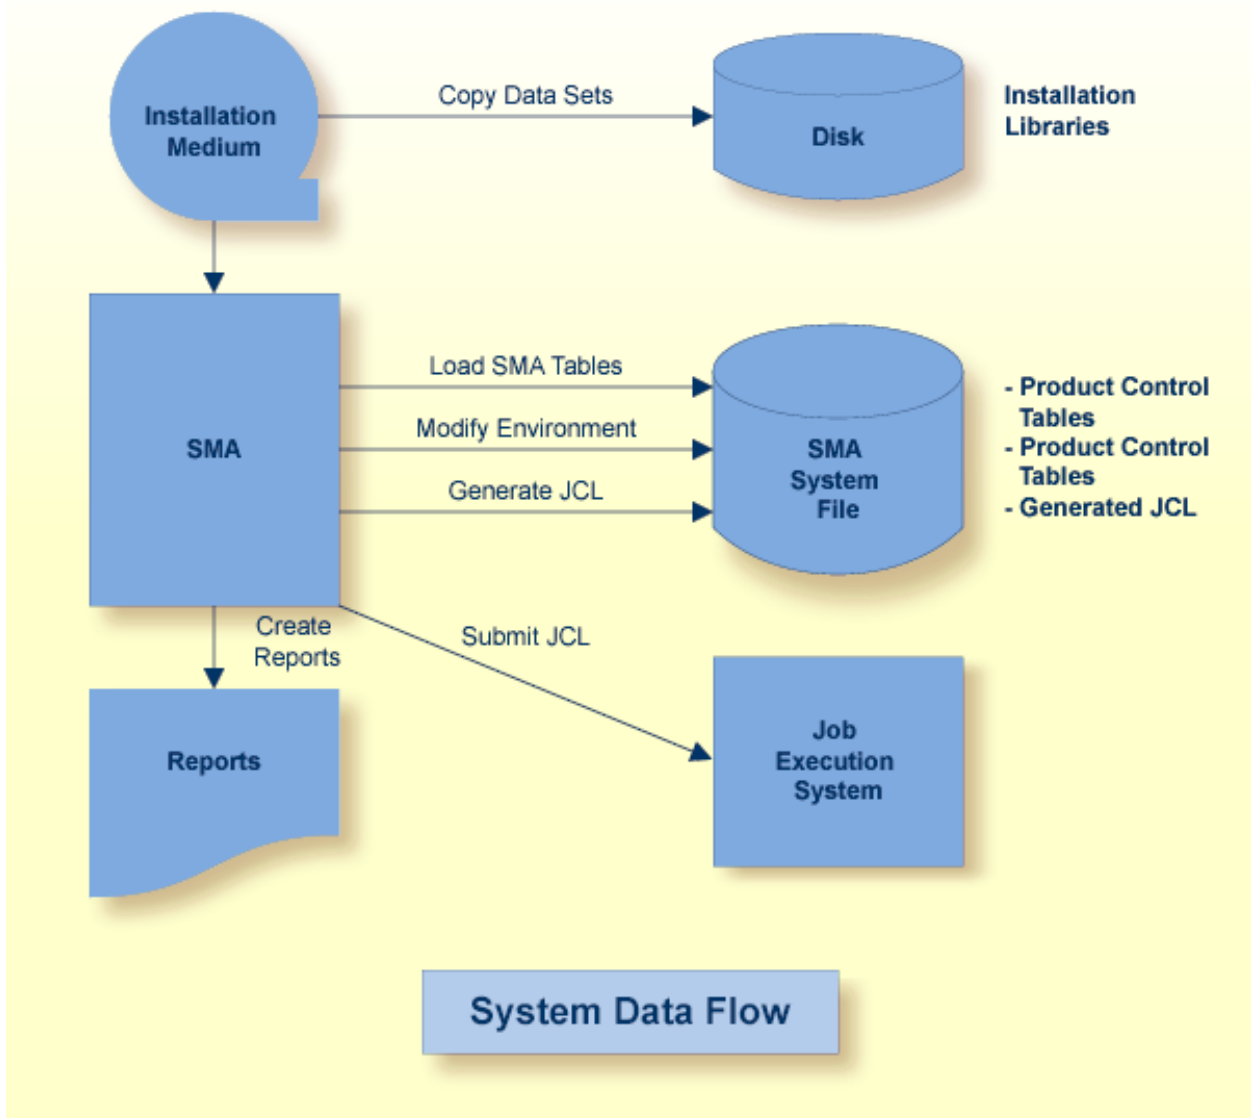 Installation
Medium
Copy Data Sets
Disk
Installation
Libraries
SMA
Load SMA Tables
Modify Environment
Generate JCL
SMA
System
File
- Product Control
Tables
- Product Control
Tables
- Generated JCL
Create
Reports
Submit JCL
Reports
Job
Execution
System
System Data Flow